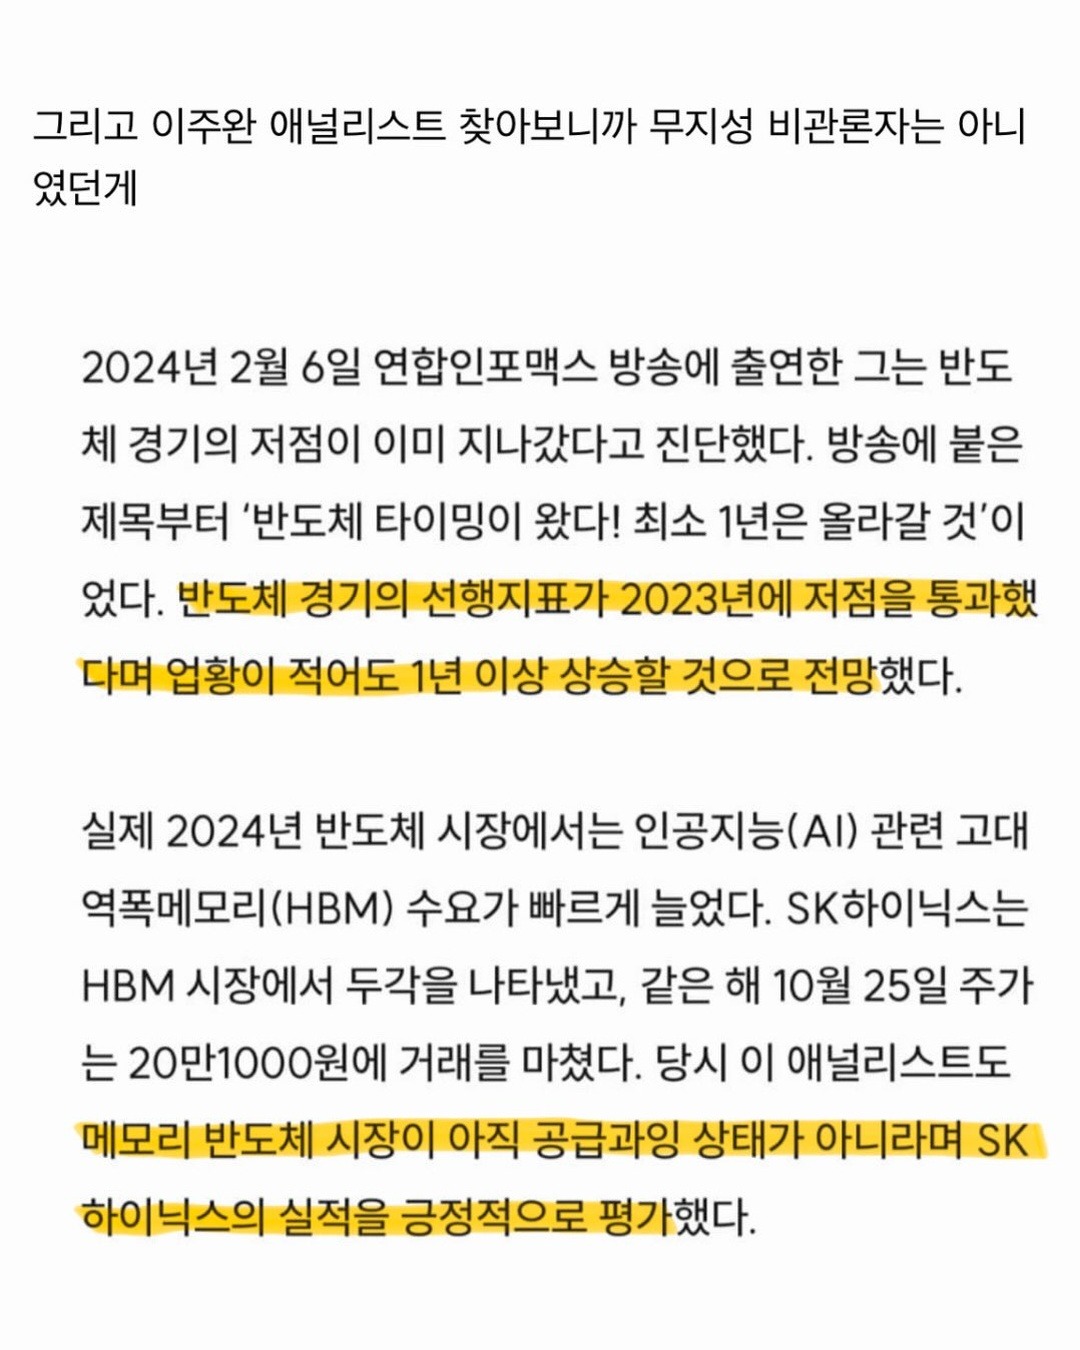 그리고 이주완 애널리스트 찾아보니까 무지성 비관론자는 아니
였던게
2024년 2월 6일 연합인포맥스 방송에 출연한 그는 반도
체 경기의 저점이 이미 지나갔다고 진단했다. 방송에 붙은
제목부터 ‘반도체 타이밍이 왔다! 최소 1년은 올라갈 것’이
었다. 반도체 경기의 선행지표가 2023년에 저점을 통과했
다며 업황이 적어도 1년 이상 상승할 것으로 전망했다.
실제 2024년 반도체 시장에서는 인공지능(AI) 관련 고대
역폭메모리(HBM) 수요가 빠르게 늘었다. SK하이닉스는
HBM 시장에서 두각을 나타냈고, 같은 해 10월 25일 주가
는 20만1000원에 거래를 마쳤다. 당시 이 애널리스트도
메모리 반도체 시장이 아직 공급과잉 상태가 아니라며 SK
하이닉스의 실적을 긍정적으로 평가했다.